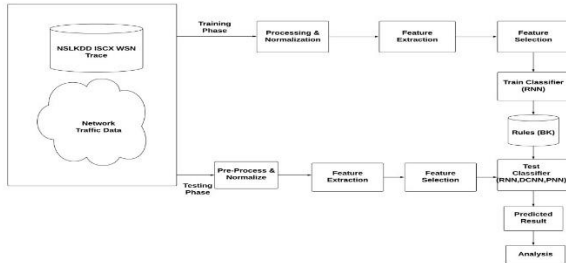 NSLKDD ISCX WSN
Trace
Network
Traffic Data
Training
Phase
Processing &
Normalization
Feature
Extraction
Feature
Selection
Train Classifier
(RNN)
Rules (BK)
Testing
Phase
Pre-Process &
Normalize
Feature
Extraction
Feature
Selection
Test
Classifier
(RNN,DCNN,PNN)
Predicted
Result
Analysis